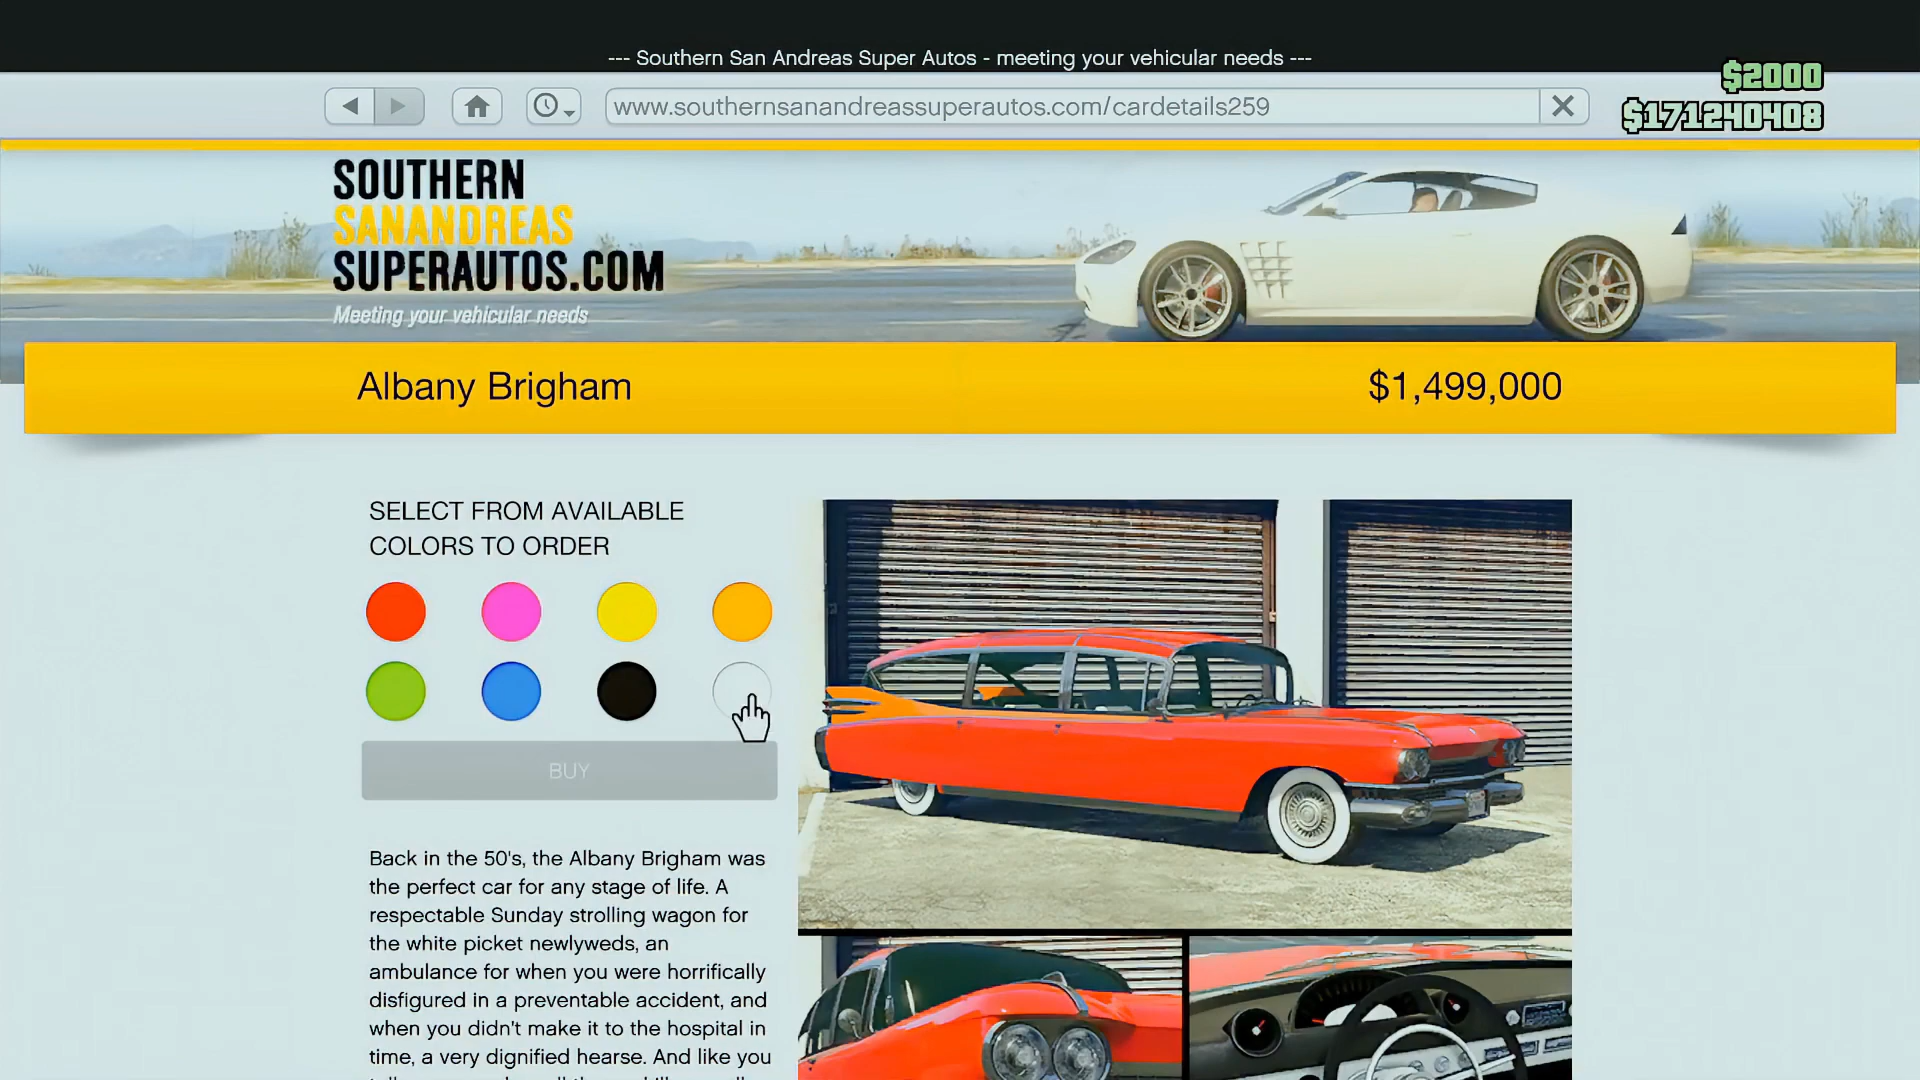 --- Southern San Andreas Super Autos - meeting your vehicular needs ---
www.southernsanandreassuperautos.com/cardetails259
$2000
$171240408
SOUTHERN
SANANDREAS
SUPERAUTOS.COM
Meeting your vehicular needs
Albany Brigham
$1,499,000
SELECT FROM AVAILABLE
COLORS TO ORDER
BUY
Back in the 50's, the Albany Brigham was
the perfect car for any stage of life. A
respectable Sunday strolling wagon for
the white picket newlyweds, an
ambulance for when you were horrifically
disfigured in a preventable accident, and
when you didn't make it to the hospital in
time, a very dignified hearse. And like you